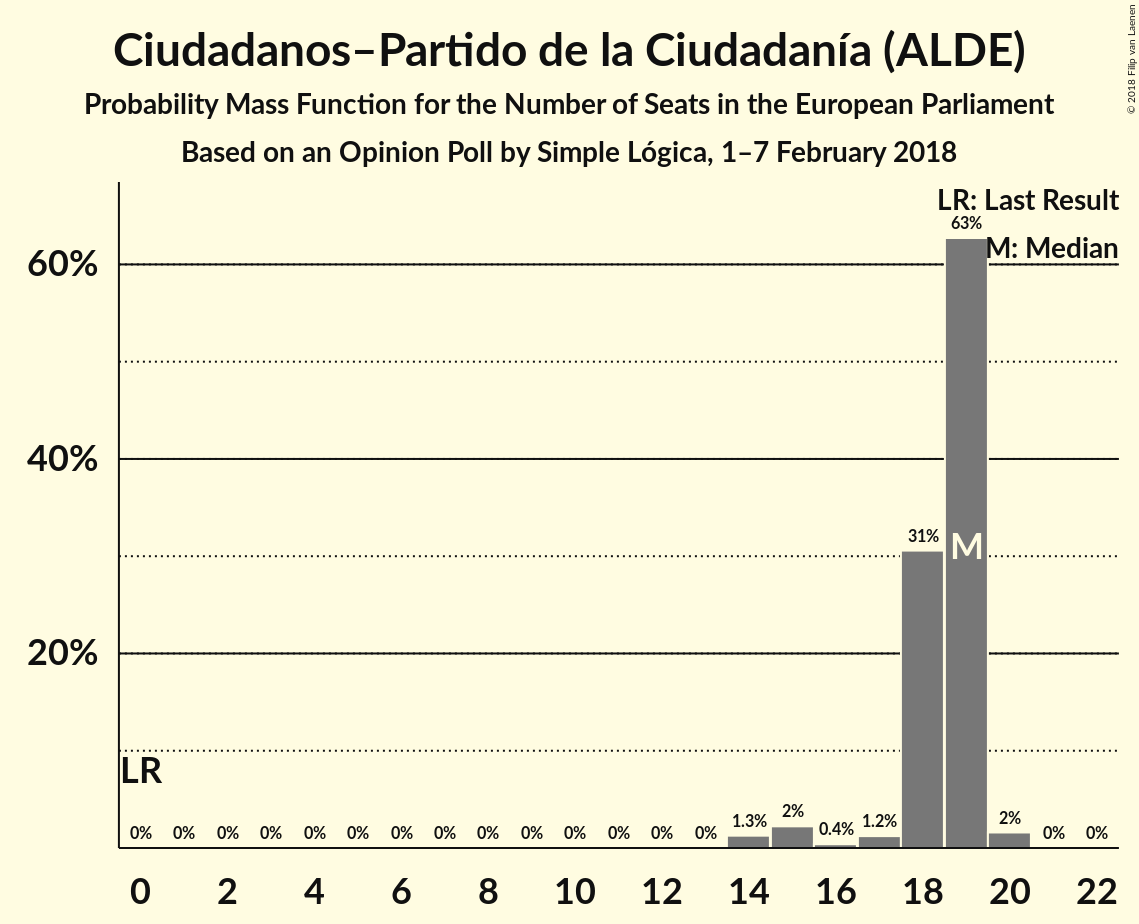 Ciudadanos–Partido de la Ciudadanía (ALDE)
Probability Mass Function for the Number of Seats in the European Parliament
Based on an Opinion Poll by Simple Lógica, 1–7 February 2018
© 2018 Filip van Laenen
LR: Last Result
63%
M: Median
60%
40%
31%
M
20%
LR
0% 0% 0% 0% 0% 0% 0% 0% 0% 0% 0% 0% 0% 0% 1.3% 2% 0.4% 1.2% 2% 0% 0%
0 2 4 6 8 10 12 14 16 18 20 22